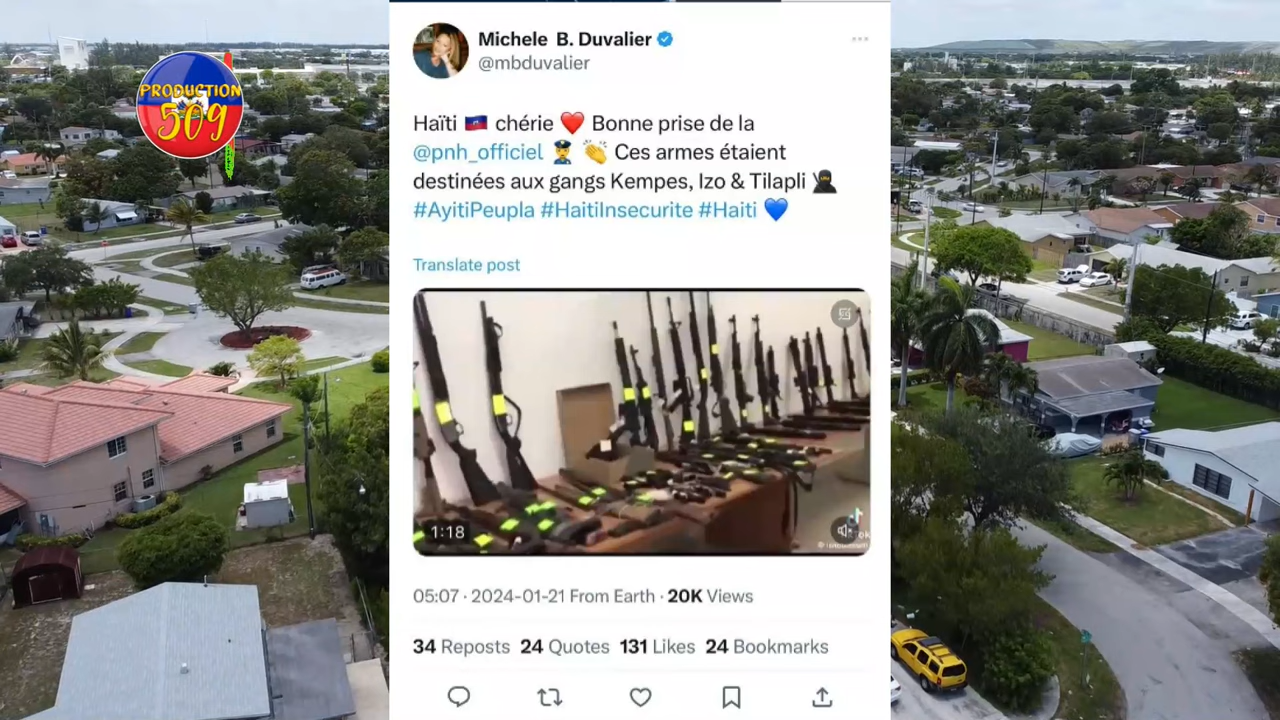 PRODUCTION
509
Michele B. Duvalier
@mbduvalier
Haïti 🇭🇹 chérie ❤️ Bonne prise de la
@pnh_officiel 👮 👏 Ces armes étaient
destinées aux gangs Kempes, Izo & Tilapli 🥷
#AyitiPeupla #HaitiInsecurite #Haiti 💙
Translate post
1:18
05:07 · 2024-01-21 From Earth · 20K Views
34 Reposts 24 Quotes 131 Likes 24 Bookmarks